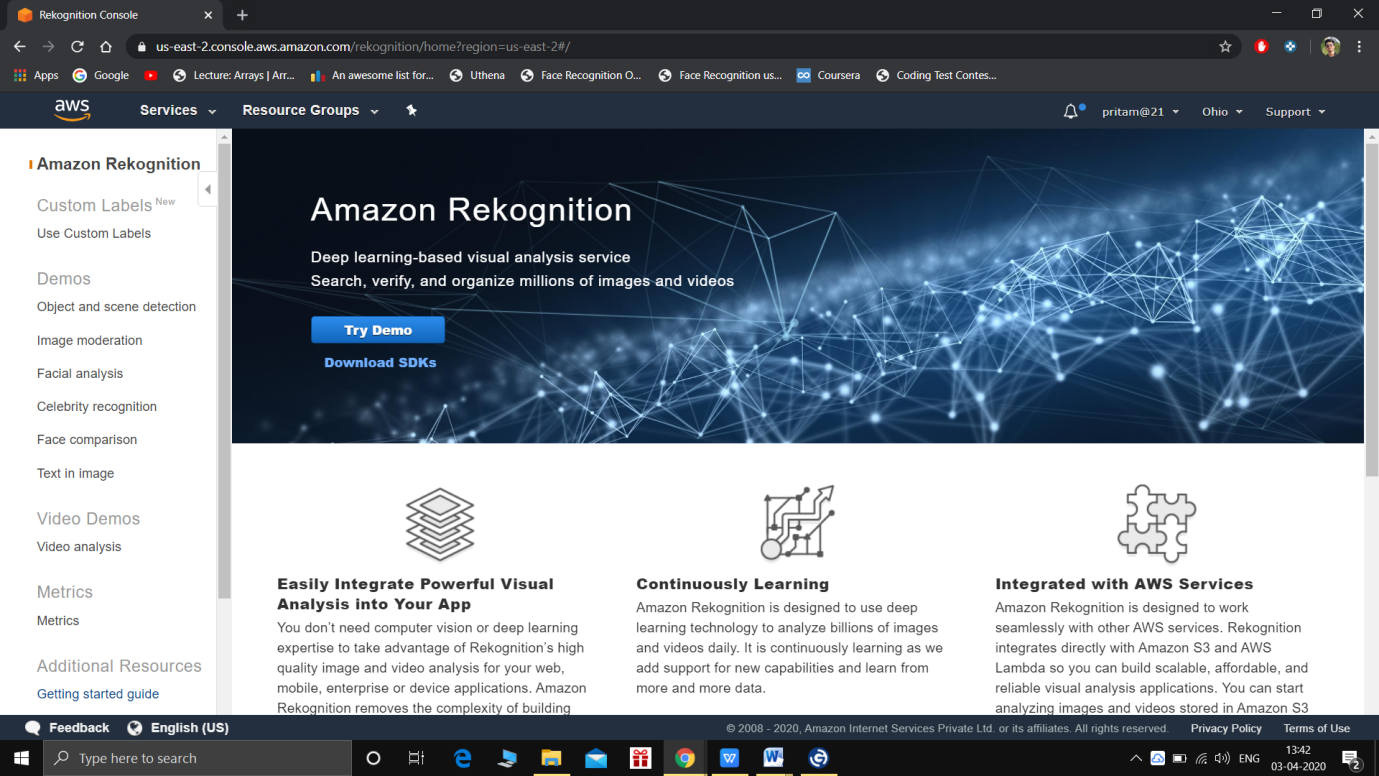 Rekognition Console
us-east-2.console.aws.amazon.com/rekognition/home?region=us-east-2#/
Apps Google Lecture: Arrays | Arr... An awesome list for... Uthena Face Recognition O... Face Recognition us... Coursera Coding Test Contes...
aws Services Resource Groups pritam@21 Ohio Support
Amazon Rekognition
Custom Labels New
Use Custom Labels
Demos
Object and scene detection
Image moderation
Facial analysis
Celebrity recognition
Face comparison
Text in image
Video Demos
Video analysis
Metrics
Metrics
Additional Resources
Getting started guide
Amazon Rekognition
Deep learning-based visual analysis service
Search, verify, and organize millions of images and videos
Try Demo
Download SDKs
Easily Integrate Powerful Visual
Analysis into Your App
You don't need computer vision or deep learning
expertise to take advantage of Rekognition's high
quality image and video analysis for your web,
mobile, enterprise or device applications. Amazon
Rekognition removes the complexity of building
Continuously Learning
Amazon Rekognition is designed to use deep
learning technology to analyze billions of images
and videos daily. It is continuously learning as we
add support for new capabilities and learn from
more and more data.
Integrated with AWS Services
Amazon Rekognition is designed to work
seamlessly with other AWS services. Rekognition
integrates directly with Amazon S3 and AWS
Lambda so you can build scalable, affordable, and
reliable visual analysis applications. You can start
analyzing images and videos stored in Amazon S3
Feedback English (US) © 2008 - 2020, Amazon Internet Services Private Ltd. or its affiliates. All rights reserved. Privacy Policy Terms of Use
Type here to search
ENG
13:42
03-04-2020
2